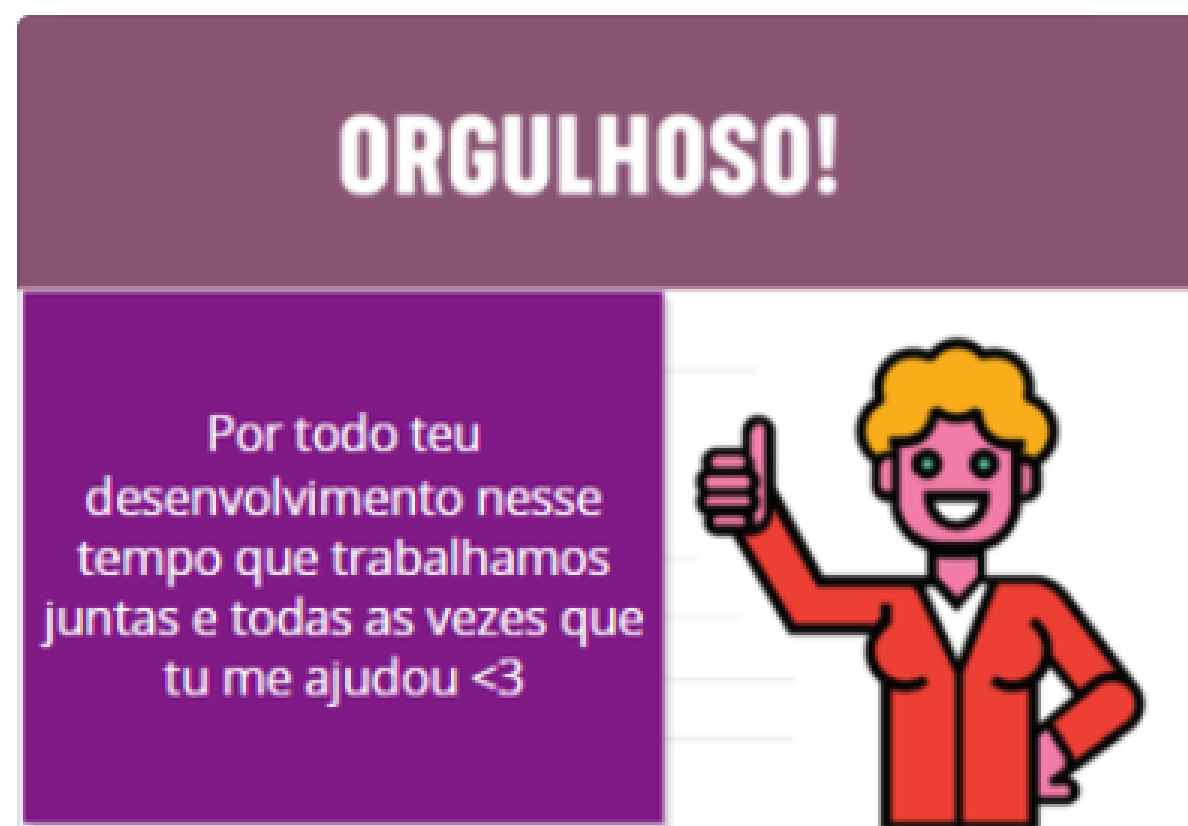 ORGULHOSO!
Por todo teu
desenvolvimento nesse
tempo que trabalhamos
juntas e todas as vezes que
tu me ajudou <3